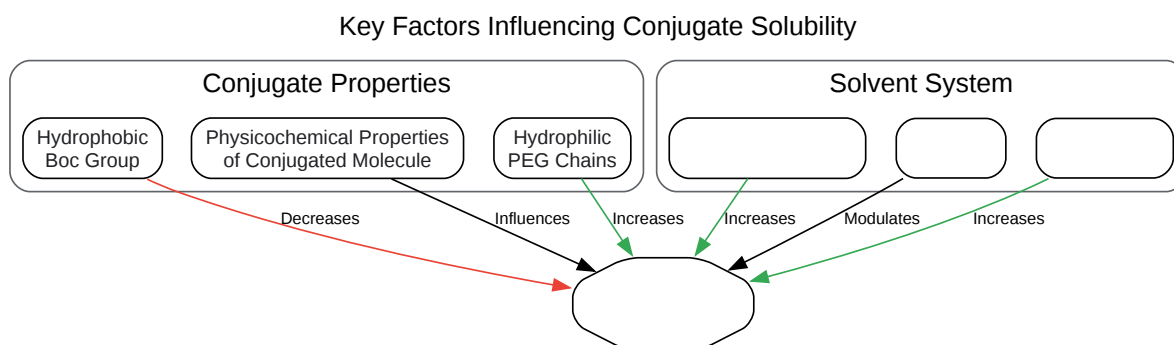 Key Factors Influencing Conjugate Solubility
Conjugate Properties
Solvent System
Hydrophobic
Boc Group
Physicochemical Properties
of Conjugated Molecule
Hydrophilic
PEG Chains
Decreases
Influences
Increases
Increases
Modulates
Increases